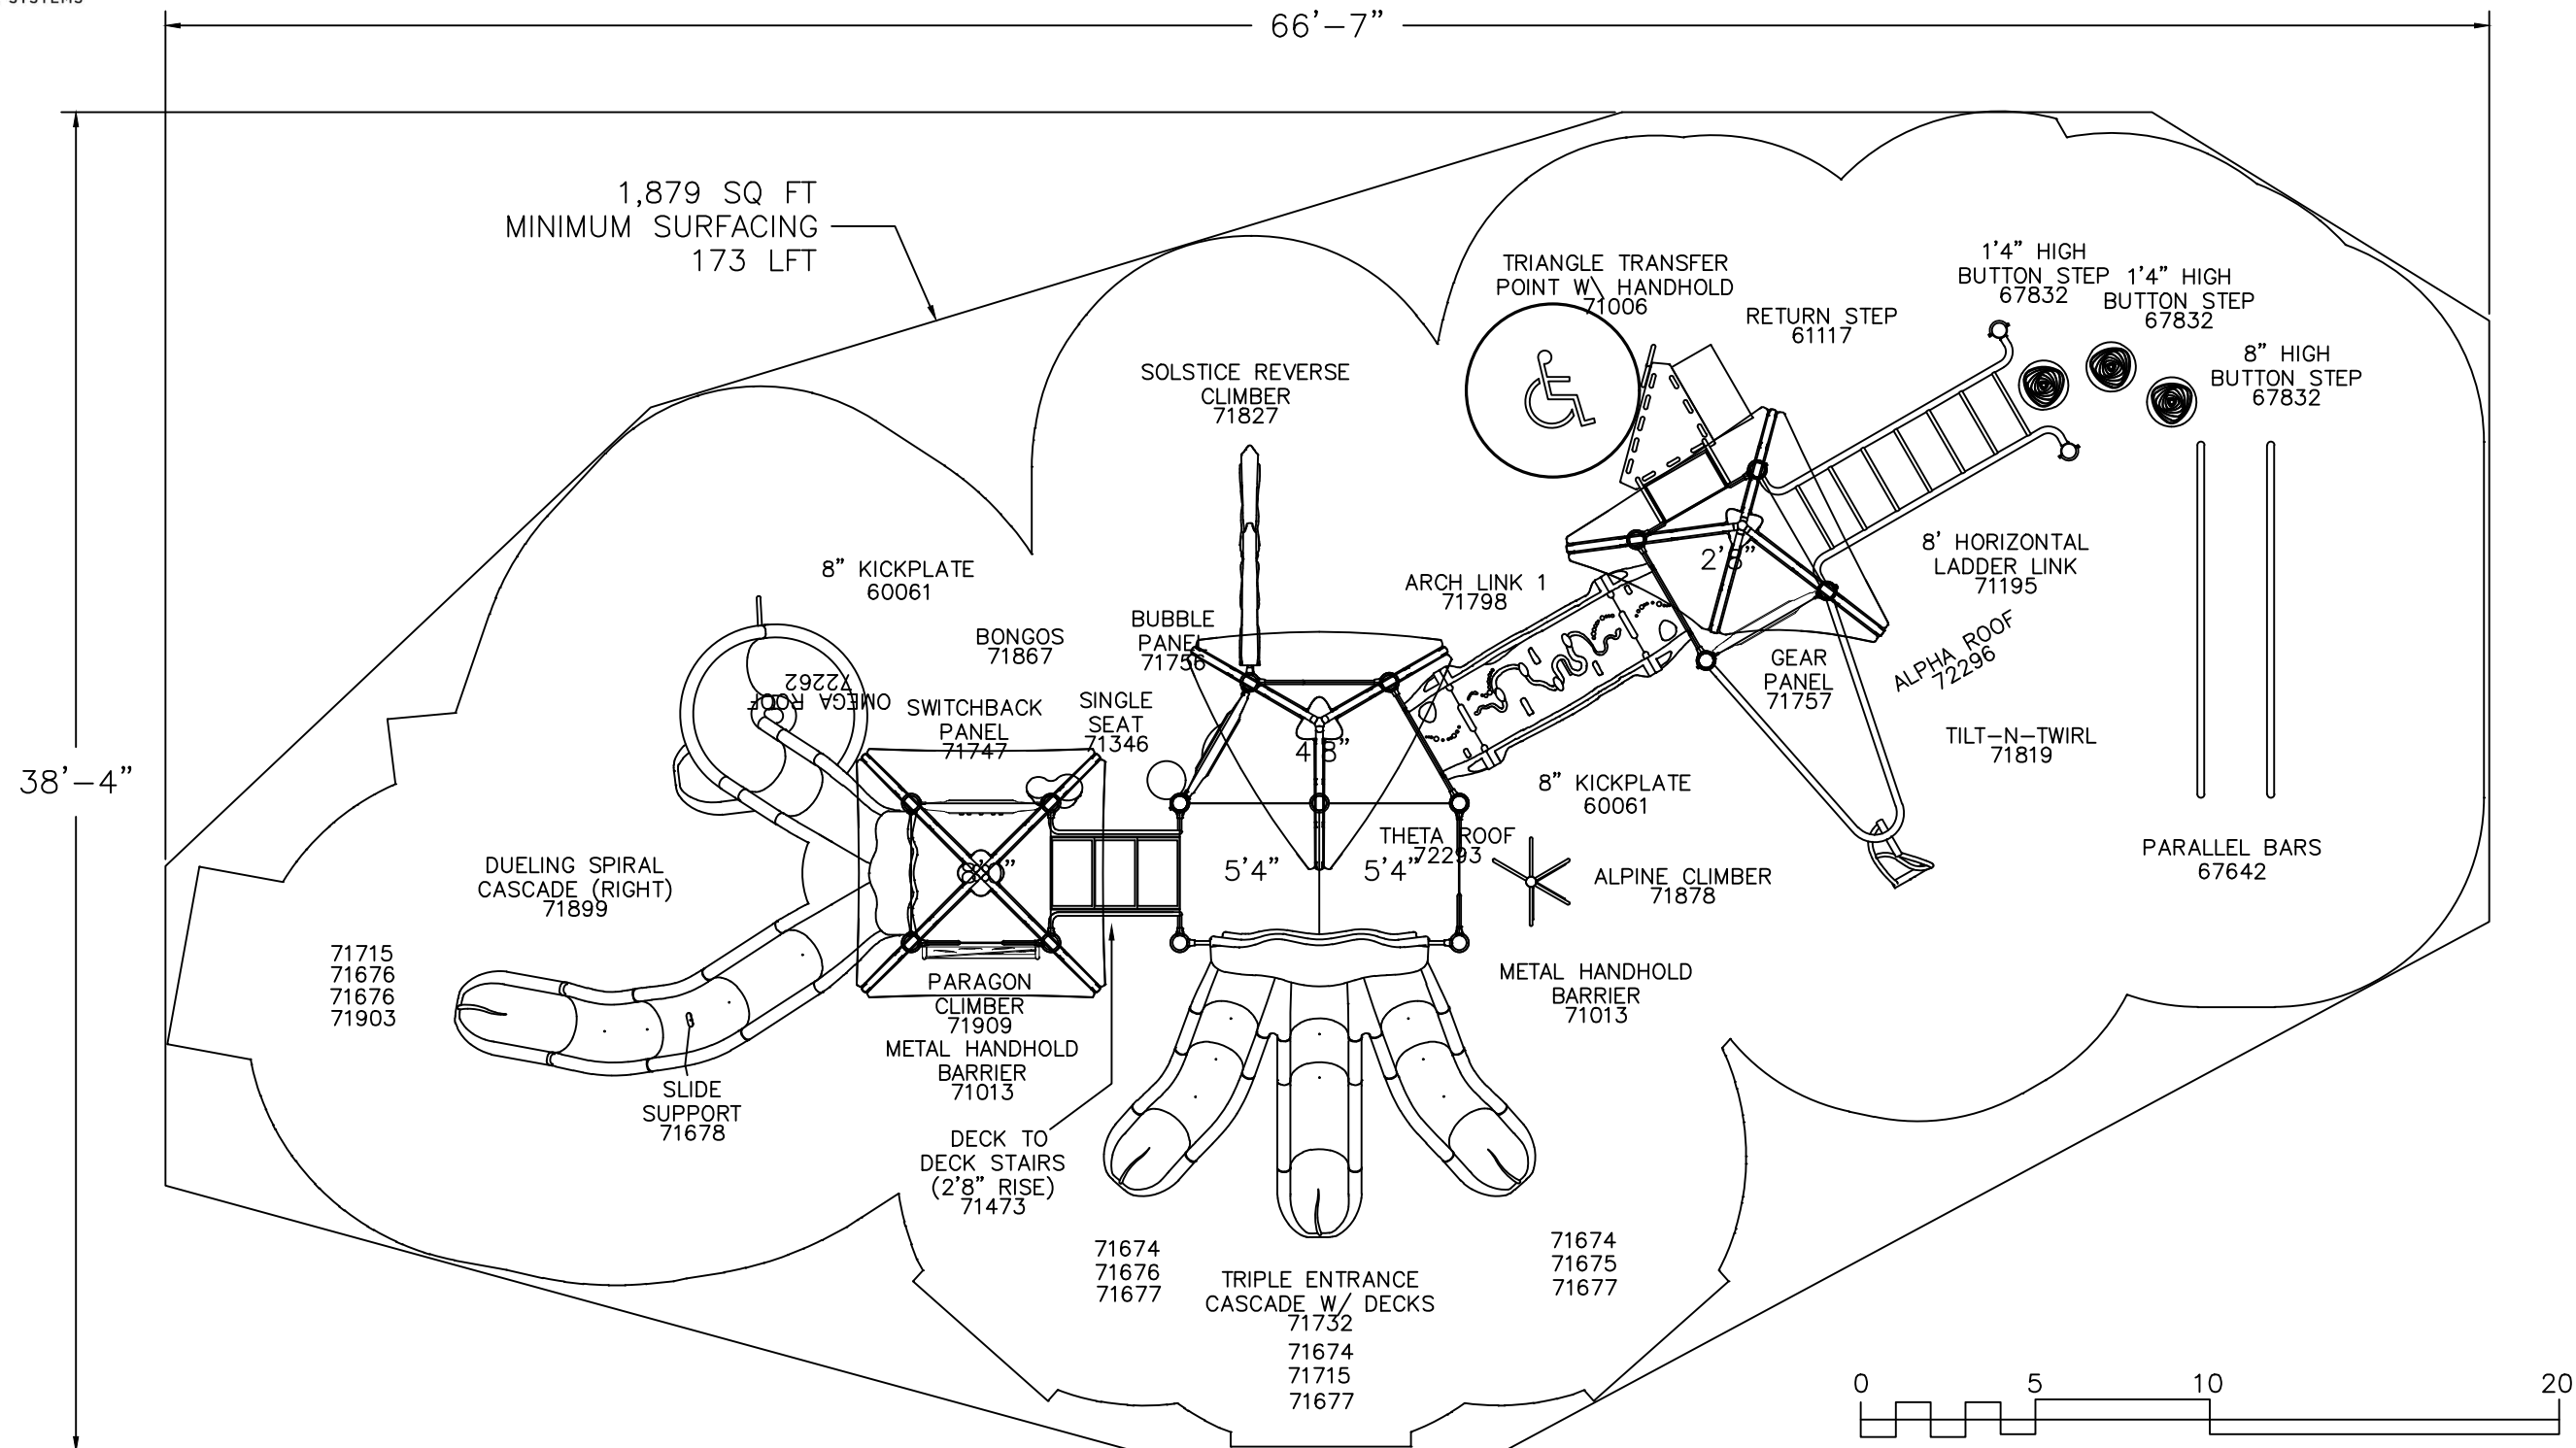 SYSTEMS
66'-7"
38'-4"
1,879 SQ FT
MINIMUM SURFACING
173 LFT
TRIANGLE TRANSFER
POINT W\ HANDHOLD
71006
RETURN STEP
61117
1'4" HIGH
BUTTON STEP
67832
1'4" HIGH
BUTTON STEP
67832
8" HIGH
BUTTON STEP
67832
SOLSTICE REVERSE
CLIMBER
71827
8" KICKPLATE
60061
BONGOS
71867
BUBBLE
PANEL
71756
ARCH LINK 1
71798
8' HORIZONTAL
LADDER LINK
71195
ALPHA ROOF
72296
GEAR
PANEL
71757
TILT-N-TWIRL
71819
OMEGA ROOF
72262
SWITCHBACK
PANEL
71747
SINGLE
SEAT
71346
8" KICKPLATE
60061
THETA ROOF
72293
5'4"
5'4"
ALPINE CLIMBER
71878
PARALLEL BARS
67642
DUELING SPIRAL
CASCADE (RIGHT)
71899
71715
71676
71676
71903
PARAGON
CLIMBER
71909
METAL HANDHOLD
BARRIER
71013
METAL HANDHOLD
BARRIER
71013
SLIDE
SUPPORT
71678
DECK TO
DECK STAIRS
(2'8" RISE)
71473
71674
71676
71677
TRIPLE ENTRANCE
CASCADE W/ DECKS
71732
71674
71715
71677
71674
71675
71677
0 5 10 20